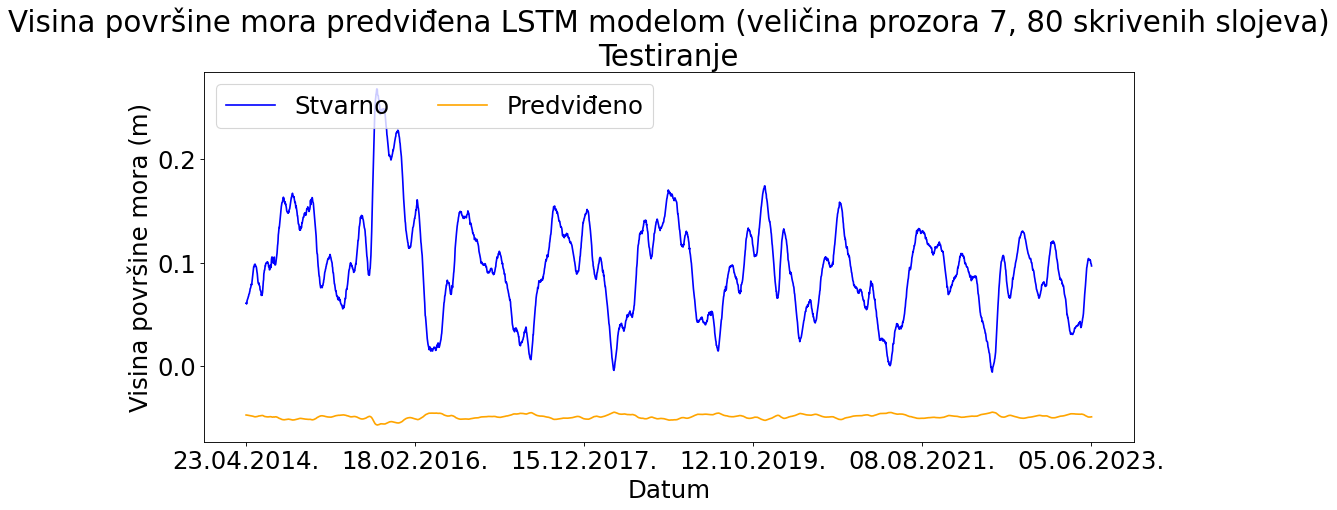 Visina površine mora predviđena LSTM modelom (veličina prozora 7, 80 skrivenih slojeva)
Testiranje
Stvarno
Predviđeno
Visina površine mora (m)
0.2
0.1
0.0
23.04.2014.
18.02.2016.
15.12.2017.
12.10.2019.
08.08.2021.
05.06.2023.
Datum